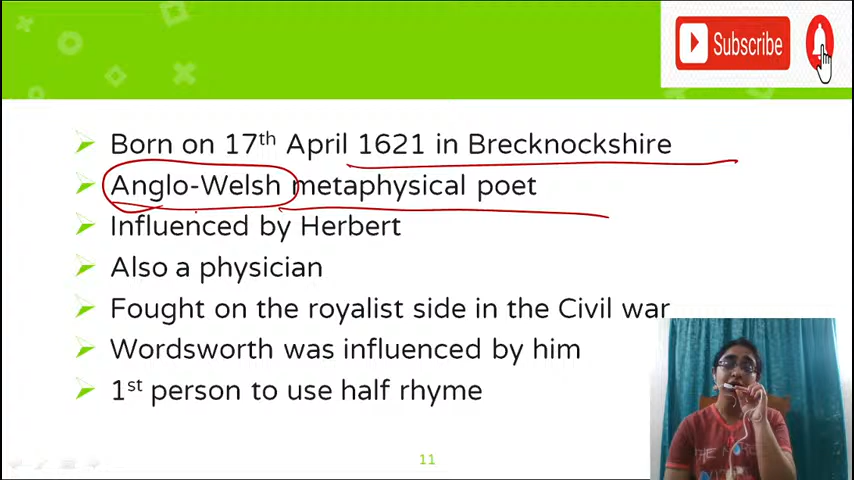 Subscribe
Born on 17th April 1621 in Brecknockshire
Anglo-Welsh metaphysical poet
Influenced by Herbert
Also a physician
Fought on the royalist side in the Civil war
Wordsworth was influenced by him
1st person to use half rhyme
11